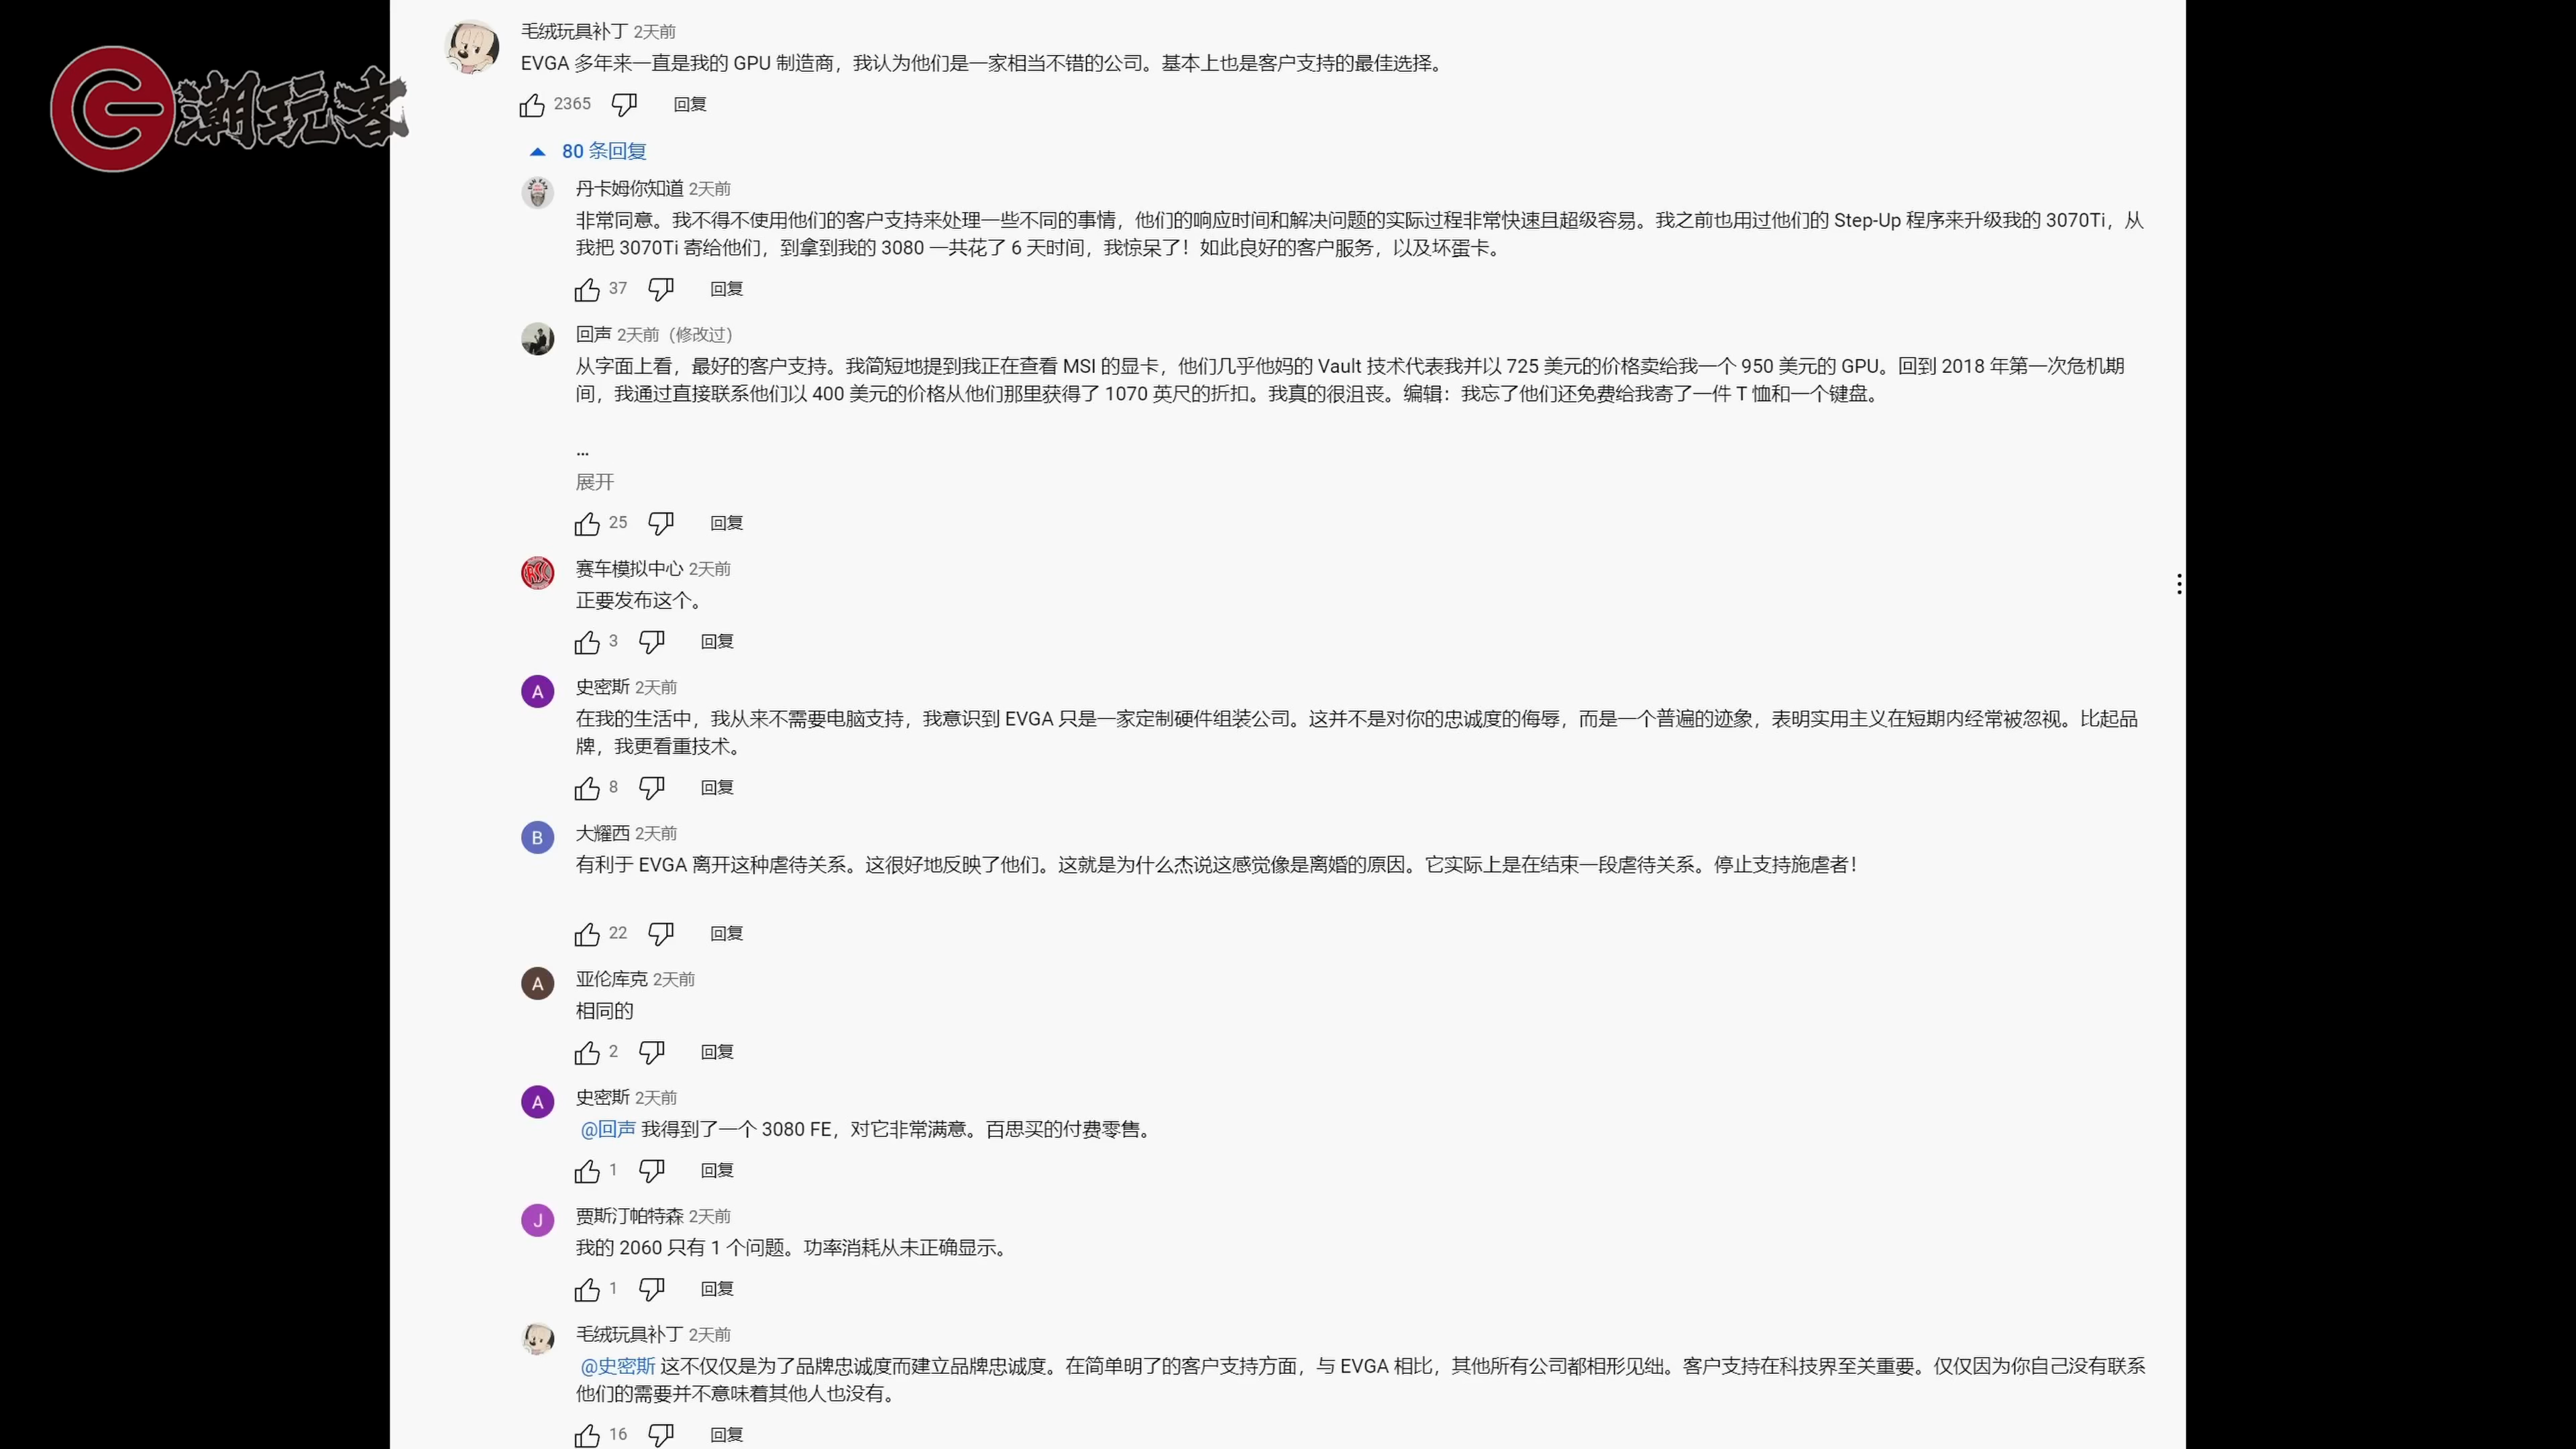 潮玩客
毛绒玩具补丁 2天前
EVGA 多年来一直是我的 GPU 制造商，我认为他们是一家相当不错的公司。基本上也是客户支持的最佳选择。
2365 回复
80 条回复
丹卡姆你知道 2天前
非常同意。我不得不使用他们的客户支持来处理一些不同的事情，他们的响应时间和解决问题的实际过程非常快速且超级容易。我之前也用过他们的 Step-Up 程序来升级我的 3070Ti，从
我把 3070Ti 寄给他们，到拿到我的 3080 一共花了 6 天时间，我惊呆了！如此良好的客户服务，以及坏蛋卡。
37 回复
回声 2天前（修改过）
从字面上看，最好的客户支持。我简短地提到我正在查看 MSI 的显卡，他们几乎他妈的 Vault 技术代表我并以 725 美元的价格卖给我一个 950 美元的 GPU。回到 2018 年第一次危机期
间，我通过直接联系他们以 400 美元的价格从他们那里获得了 1070 英尺的折扣。我真的很沮丧。编辑：我忘了他们还免费给我寄了一件 T 恤和一个键盘。
...
展开
25 回复
赛车模拟中心 2天前
正要发布这个。
3 回复
A
史密斯 2天前
在我的生活中，我从来不需要电脑支持，我意识到 EVGA 只是一家定制硬件组装公司。这并不是对你的忠诚度的侮辱，而是一个普遍的迹象，表明实用主义在短期内经常被忽视。比起品
牌，我更看重技术。
8 回复
B
大耀西 2天前
有利于 EVGA 离开这种虐待关系。这很好地反映了他们。这就是为什么杰说这感觉像是离婚的原因。它实际上是在结束一段虐待关系。停止支持施虐者！
22 回复
A
亚伦库克 2天前
相同的
2 回复
A
史密斯 2天前
@回声 我得到了一个 3080 FE，对它非常满意。百思买的付费零售。
1 回复
J
贾斯汀帕特森 2天前
我的 2060 只有 1 个问题。功率消耗从未正确显示。
1 回复
毛绒玩具补丁 2天前
@史密斯 这不仅仅是为了品牌忠诚度而建立品牌忠诚度。在简单明了的客户支持方面，与 EVGA 相比，其他所有公司都相形见绌。客户支持在科技界至关重要。仅仅因为你自己没有联系
他们的需要并不意味着其他人也没有。
16 回复